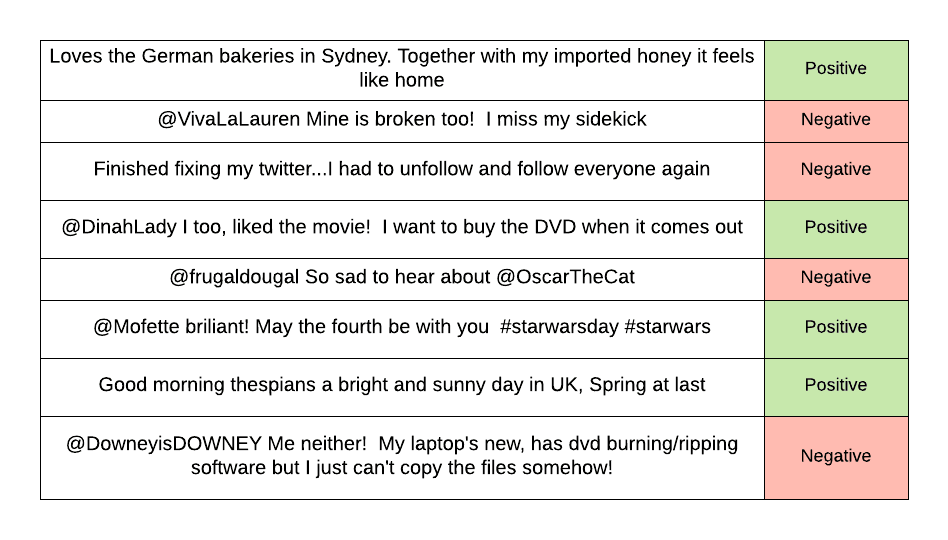 Loves the German bakeries in Sydney. Together with my imported honey it feels
like home
Positive
@VivaLaLauren Mine is broken too!  I miss my sidekick
Negative
Finished fixing my twitter...I had to unfollow and follow everyone again
Negative
@DinahLady I too, liked the movie!  I want to buy the DVD when it comes out
Positive
@frugaldougal So sad to hear about @OscarTheCat
Negative
@Mofette briliant! May the fourth be with you  #starwarsday #starwars
Positive
Good morning thespians a bright and sunny day in UK, Spring at last
Positive
@DowneyisDOWNEY Me neither!  My laptop's new, has dvd burning/ripping
software but I just can't copy the files somehow!
Negative